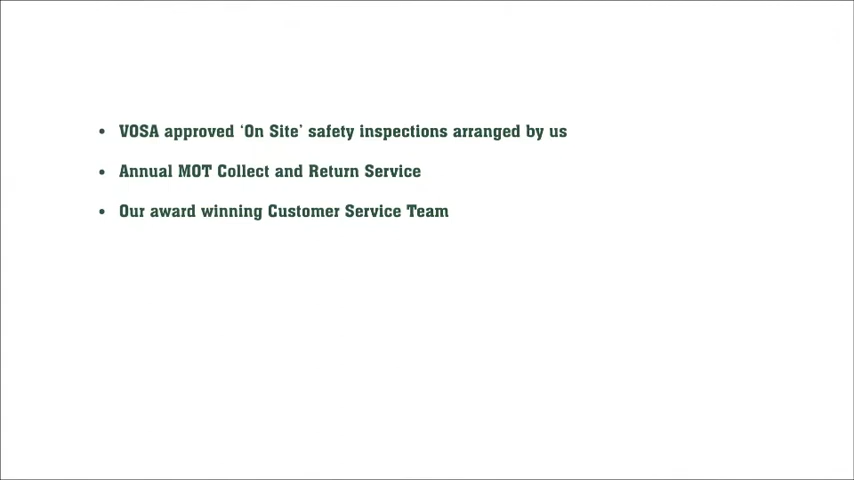 • VOSA approved ‘On Site’ safety inspections arranged by us
• Annual MOT Collect and Return Service
• Our award winning Customer Service Team